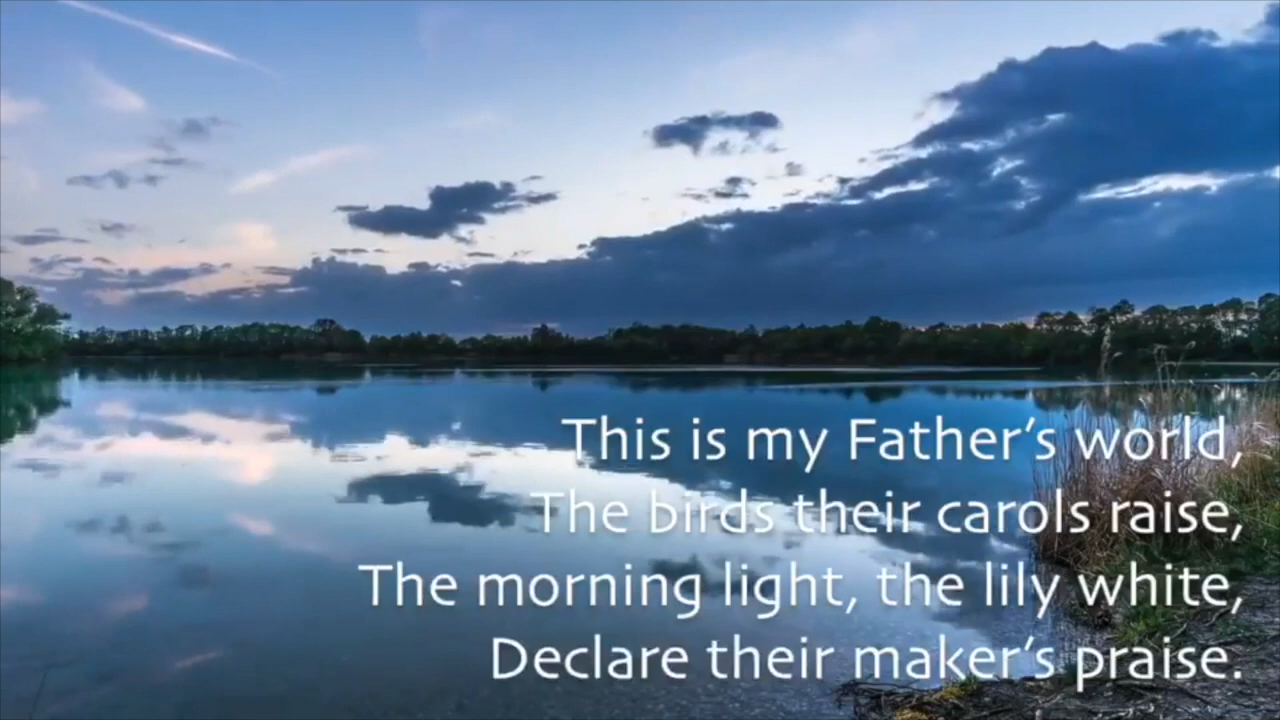 This is my Father’s world,
The birds their carols raise,
The morning light, the lily white,
Declare their maker’s praise.